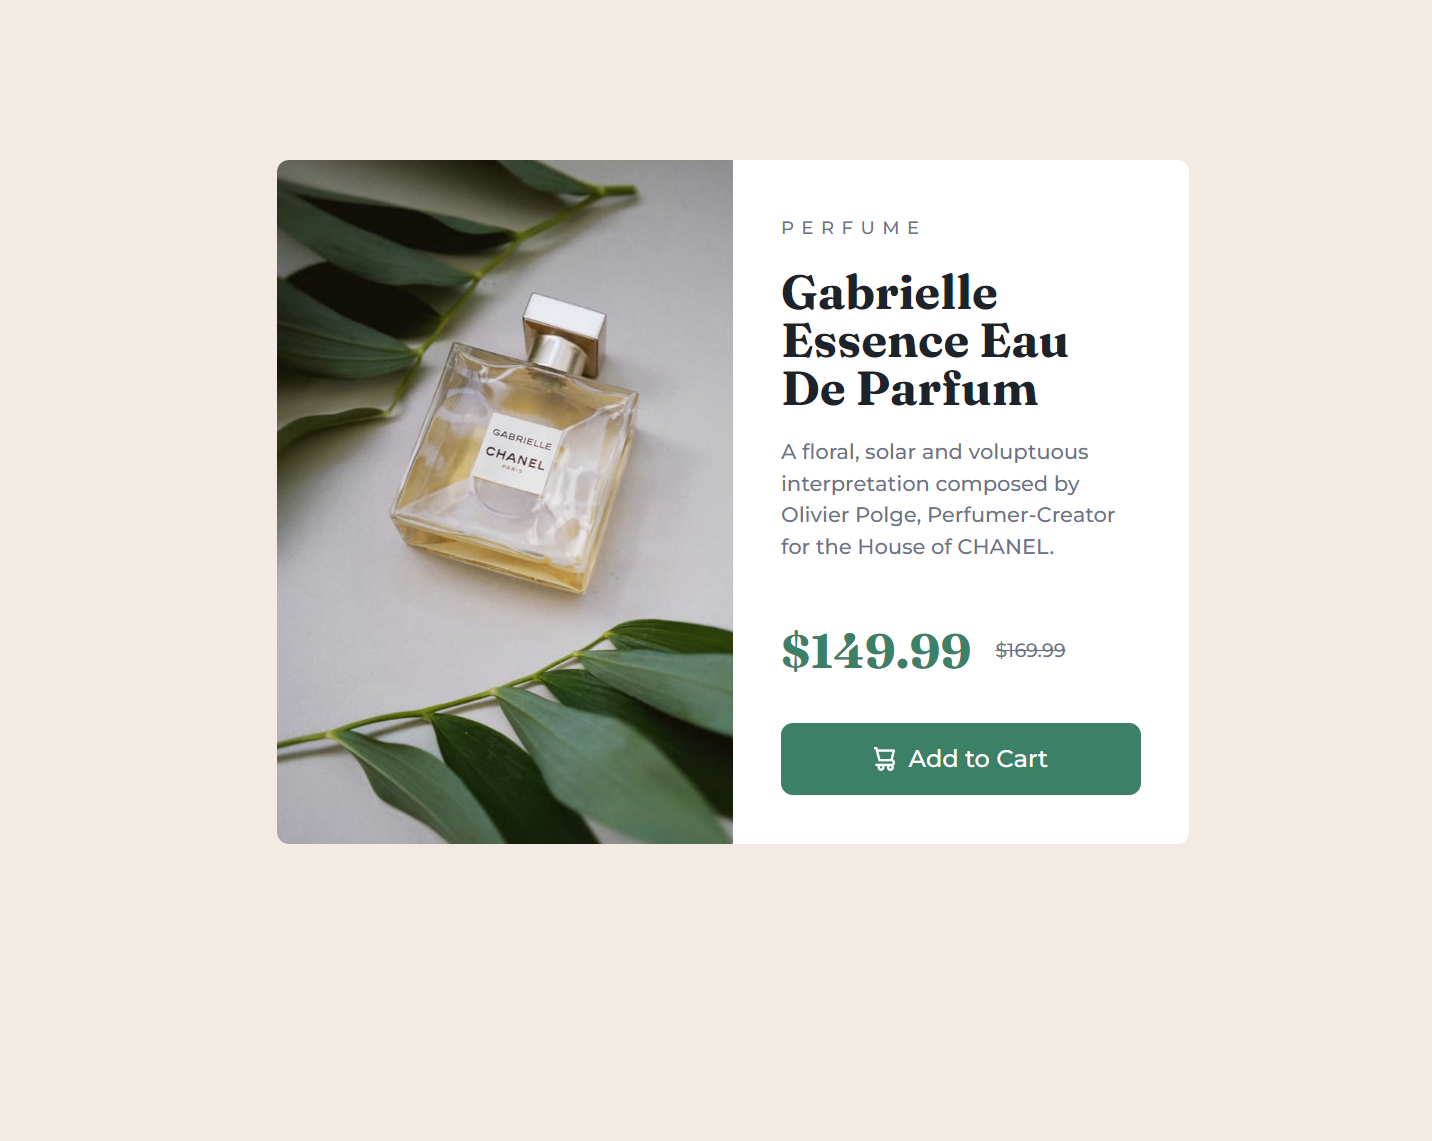 GABRIELLE
CHANEL
PARIS
PERFUME
Gabrielle
Essence Eau
De Parfum
A floral, solar and voluptuous
interpretation composed by
Olivier Polge, Perfumer-Creator
for the House of CHANEL.
$149.99 $169.99
Add to Cart